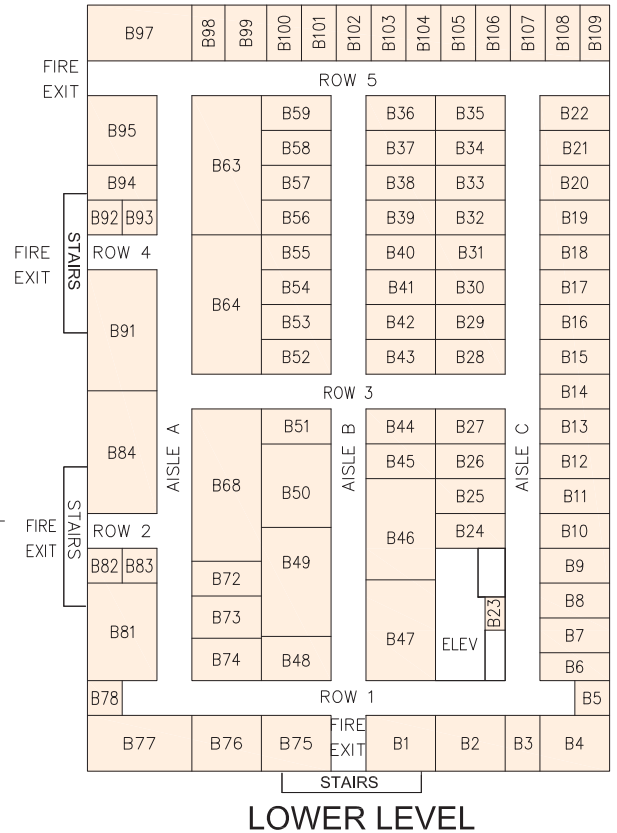 B97 B98 B99 B100 B101 B102 B103 B104 B105 B106 B107 B108 B109
FIRE
EXIT
ROW 5
B95 B63 B59 B36 B35 B22
B58 B37 B34 B21
B94 B57 B38 B33 B20
B92 B93 B56 B39 B32 B19
FIRE
EXIT
STAIRS
ROW 4
B64 B55 B40 B31 B18
B91 B54 B41 B30 B17
B53 B42 B29 B16
B52 B43 B28 B15
ROW 3
B14
B84 AISLE A B68 B51 AISLE B B44 B27 AISLE C B13
B50 B45 B26 B12
B46 B25 B11
FIRE
EXIT
STAIRS
ROW 2
B24 B10
B82 B83 B72 B49 B9
B81 B73 B47 ELEV B23 B8
B74 B48 B7
B6
B78 ROW 1 B5
B77 B76 B75
FIRE
EXIT
B1 B2 B3 B4
STAIRS
LOWER LEVEL